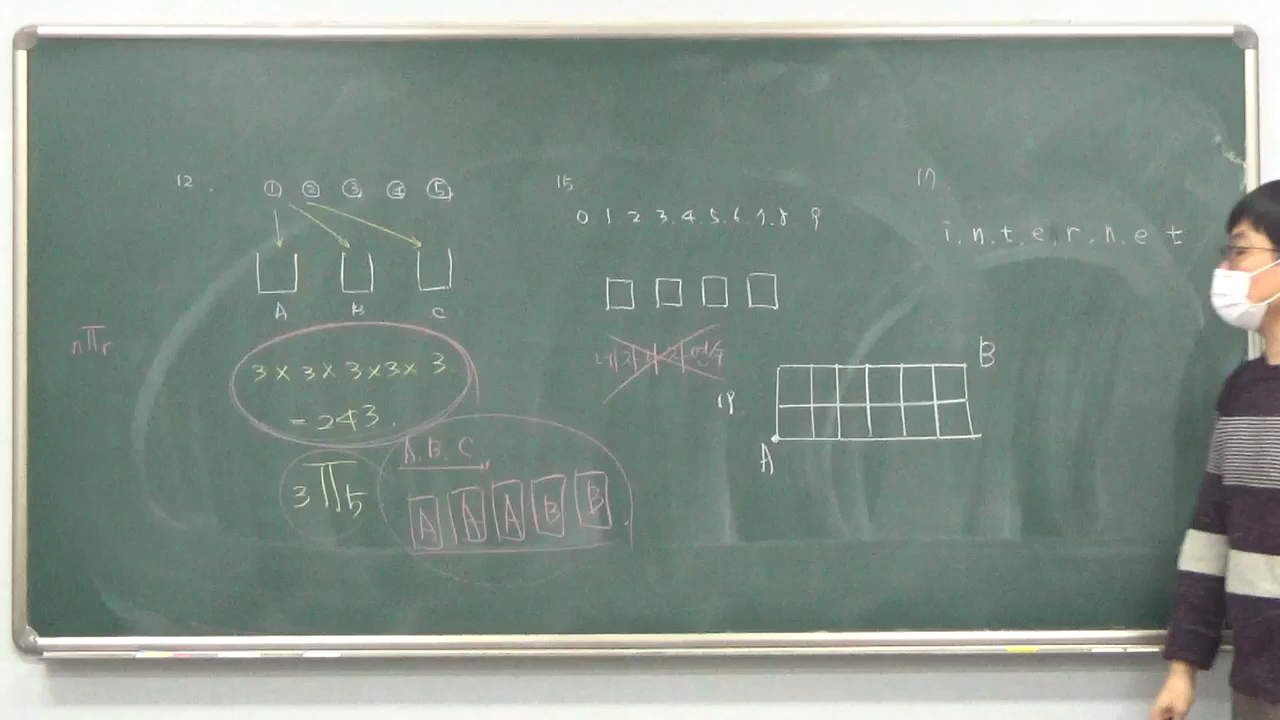 12.
① ② ③ ④ ⑤
A B C
nΠr
3 × 3 × 3 × 3 × 3
= 243.
3Π5
A, B, C
A A A B B
15
0 1 2 3 4 5 6 7 8 9
17
i n t e r n e t
18.
A
B